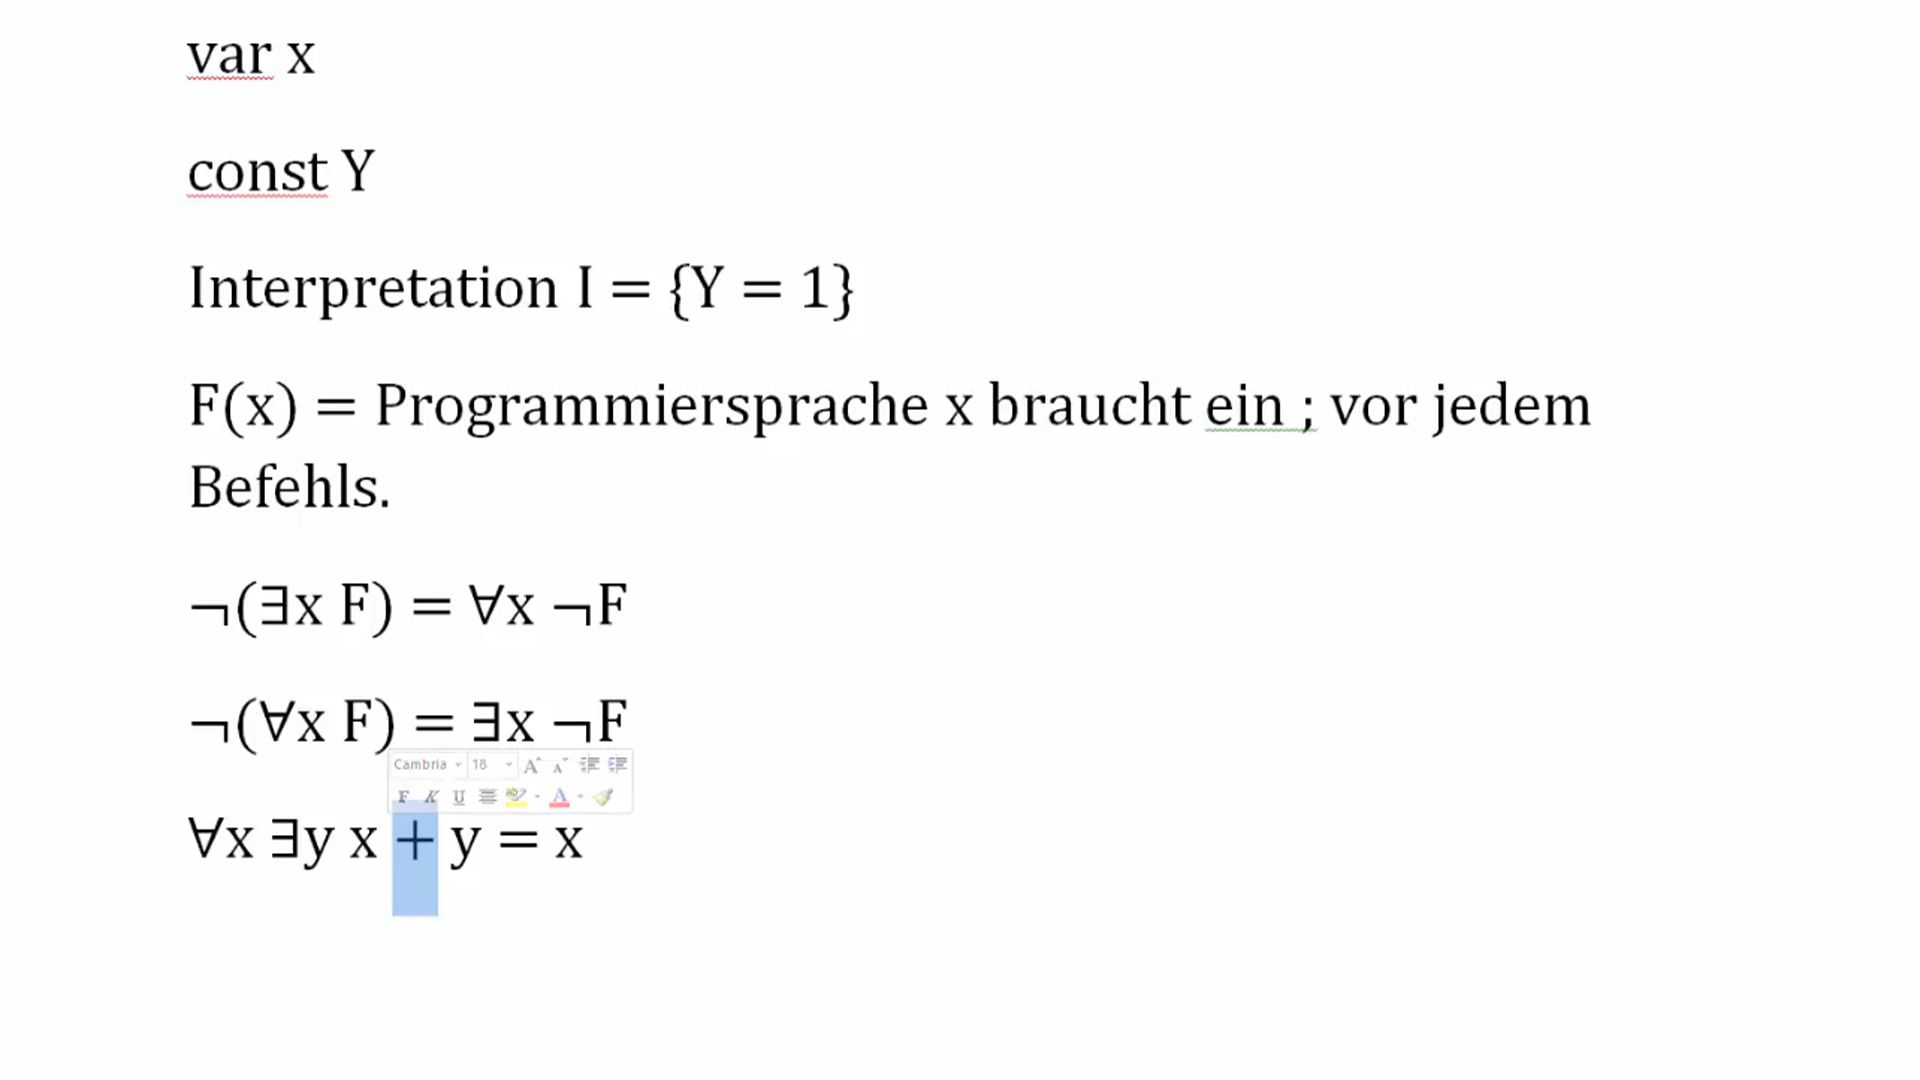 var x
const Y
Interpretation I = {Y = 1}
F(x) = Programmiersprache x braucht ein ; vor jedem
Befehls.
¬(∃x F) = ∀x ¬F
¬(∀x F) = ∃x ¬F
Cambria 18
F K U
∀x ∃y x + y = x